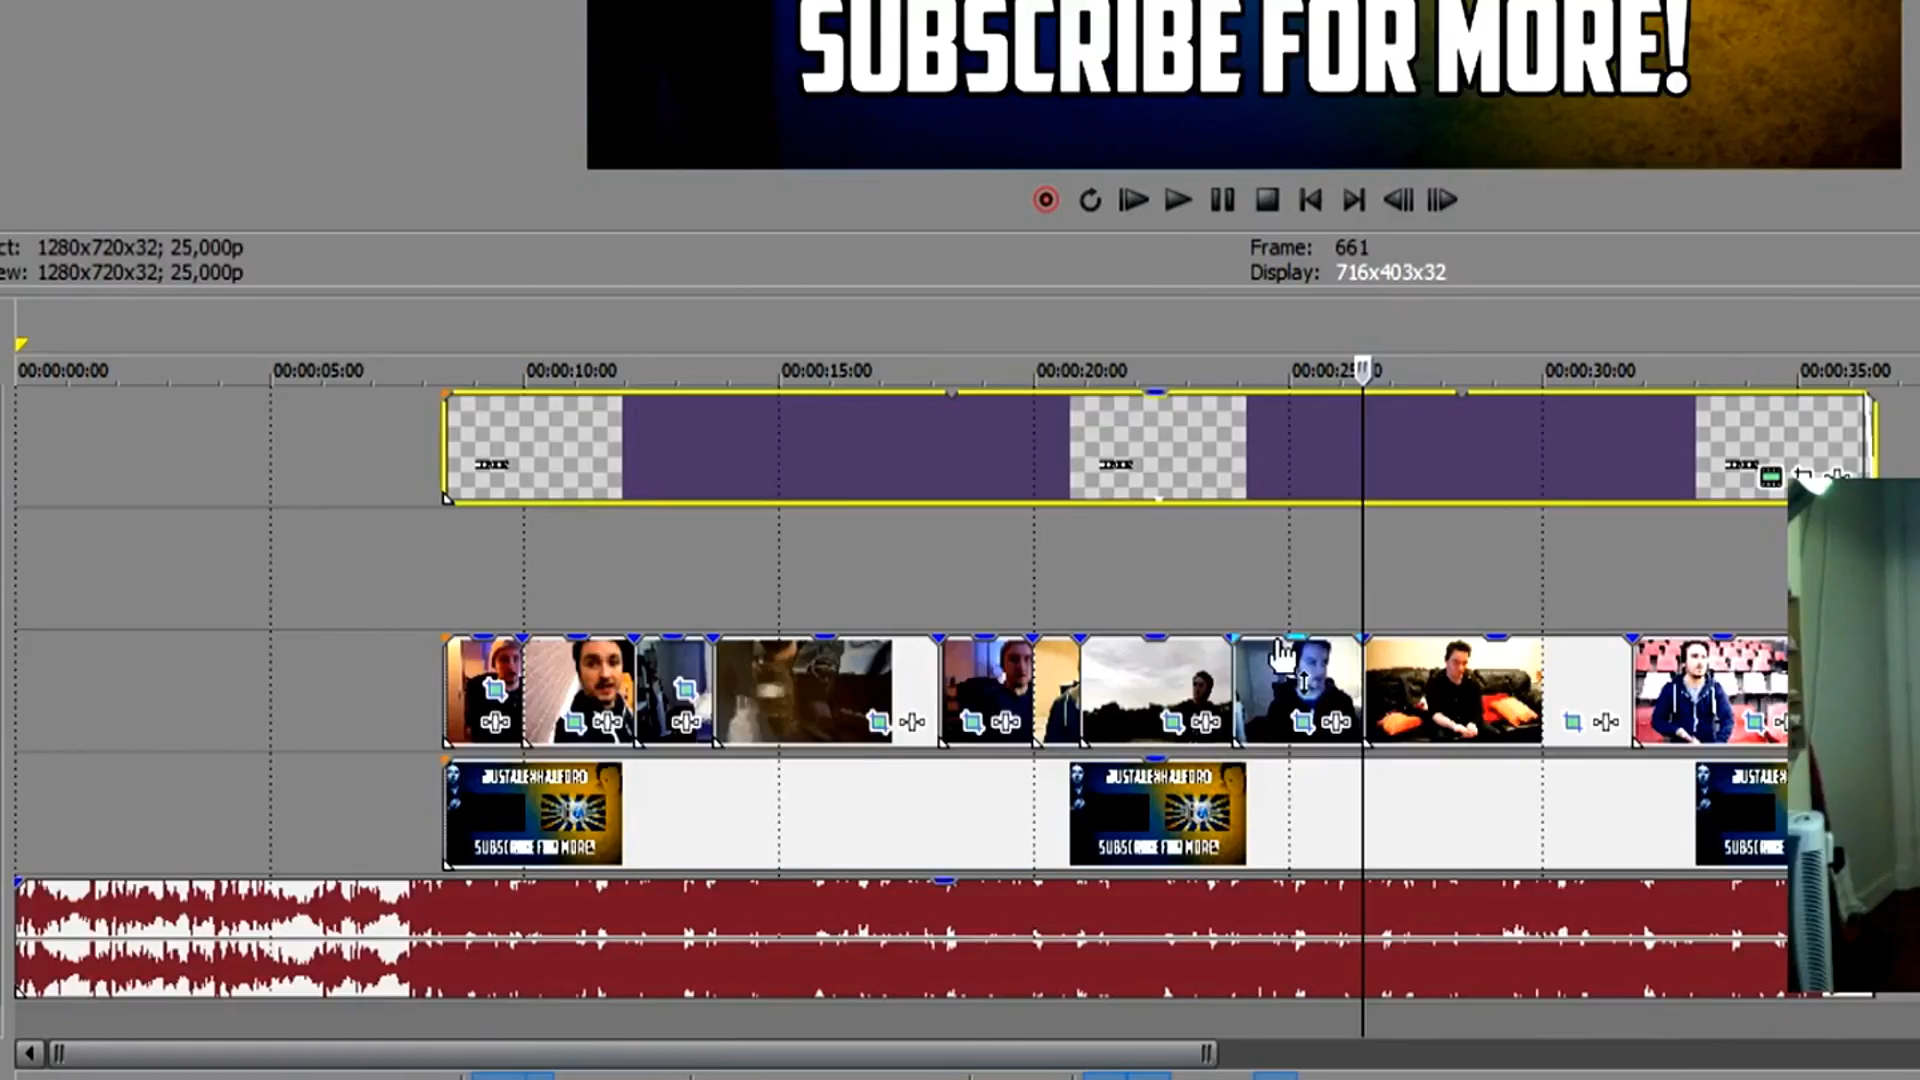 SUBSCRIBE FOR MORE!
ct: 1280x720x32; 25,000p
Frame: 661
ew: 1280x720x32; 25,000p
Display: 716x403x32
00:00:00:00 00:00:05:00 00:00:10:00 00:00:15:00 00:00:20:00 00:00:25 0 00:00:30:00 00:00:35:00
SUBSCRIBE FOR MORE! SUBSCRIBE FOR MORE!